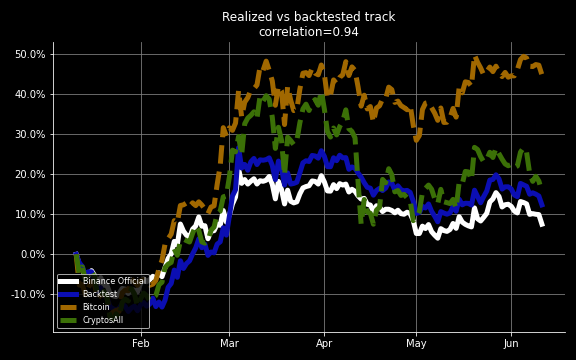 Realized vs backtested track
correlation=0.94
50.0%
40.0%
30.0%
20.0%
10.0%
0.0%
-10.0%
Binance Official
Backtest
Bitcoin
CryptosAll
Feb
Mar
Apr
May
Jun